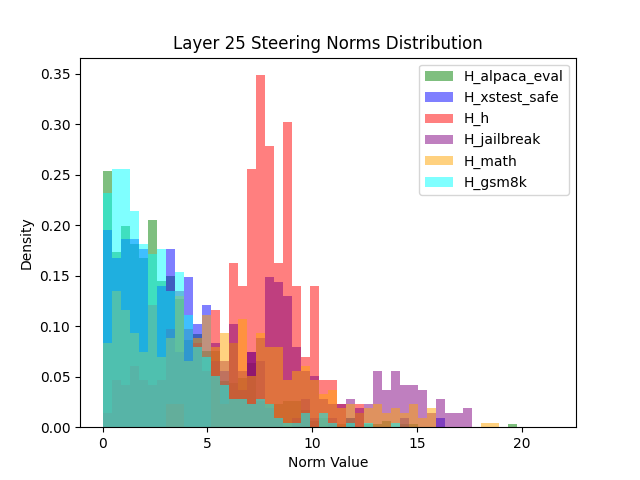 Layer 25 Steering Norms Distribution
0.35
0.30
0.25
0.20
0.15
0.10
0.05
0.00
Density
H_alpaca_eval
H_xstest_safe
H_h
H_jailbreak
H_math
H_gsm8k
0 5 10 15 20
Norm Value